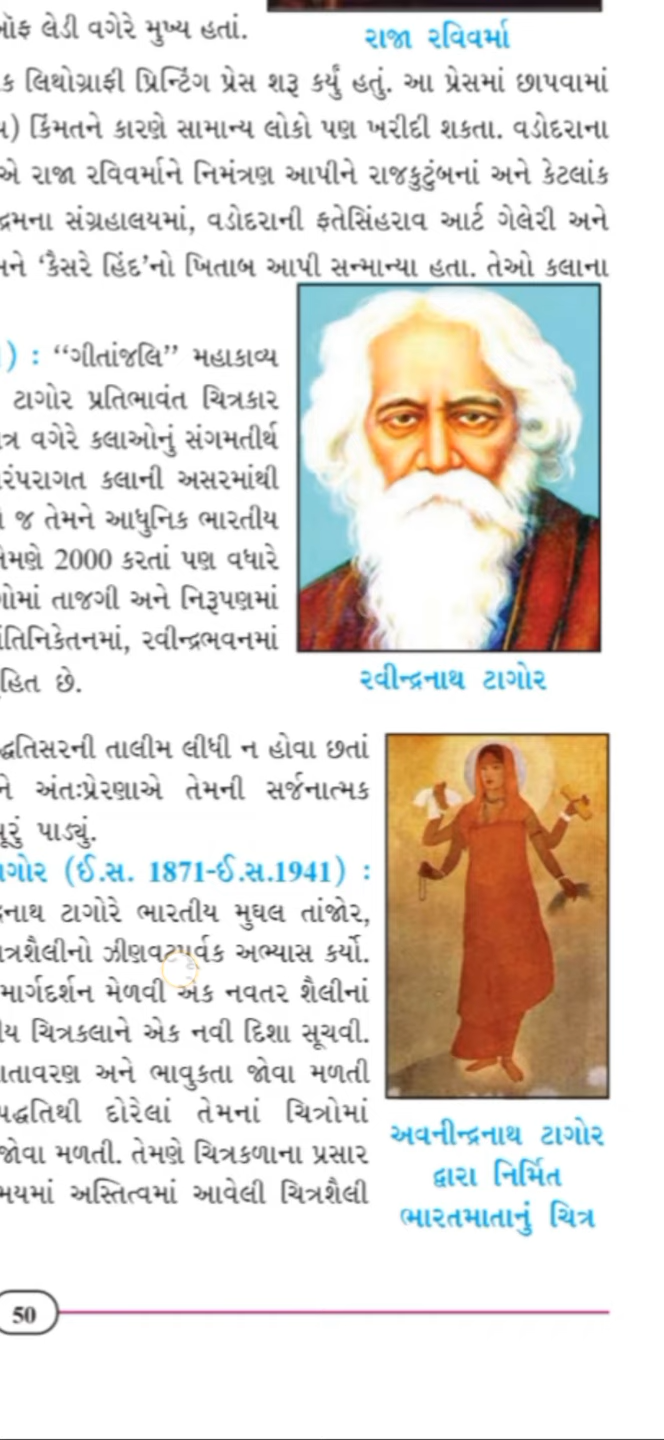 ઑફ લેડી વગેરે મુખ્ય હતાં.
રાજા રવિવર્મા
ક લિથોગ્રાફી પ્રિન્ટિંગ પ્રેસ શરૂ કર્યું હતું. આ પ્રેસમાં છાપવામાં
) કિંમતને કારણે સામાન્ય લોકો પણ ખરીદી શકતા. વડોદરાના
એ રાજા રવિવર્માને નિમંત્રણ આપીને રાજકુટુંબનાં અને કેટલાંક
દ્રમના સંગ્રહાલયમાં, વડોદરાની ફતેસિંહરાવ આર્ટ ગેલેરી અને
મને ‘કૈસરે હિંદ’નો ખિતાબ આપી સન્માન્યા હતા. તેઓ કલાના
) : “ગીતાંજલિ” મહાકાવ્ય
ટાગોર પ્રતિભાવંત ચિત્રકાર
ત્ર વગેરે કલાઓનું સંગમતીર્થ
રંપરાગત કલાની અસરમાંથી
જ તેમને આધુનિક ભારતીય
તેમણે 2000 કરતાં પણ વધારે
ગોમાં તાજગી અને નિરૂપણમાં
તિનિકેતનમાં, રવીન્દ્રભવનમાં
હિત છે.
રવીન્દ્રનાથ ટાગોર
દ્ધતિસરની તાલીમ લીધી ન હોવા છતાં
ને અંતઃપ્રેરણાએ તેમની સર્જનાત્મક
પૂરું પાડ્યું.
ાગોર (ઈ.સ. 1871-ઈ.સ.1941) :
દ્રનાથ ટાગોરે ભારતીય મુઘલ તાંજોર,
ત્રશૈલીનો ઝીણવટપૂર્વક અભ્યાસ કર્યો.
માર્ગદર્શન મેળવી એક નવતર શૈલીનાં
ીય ચિત્રકલાને એક નવી દિશા સૂચવી.
ાતાવરણ અને ભાવુકતા જોવા મળતી
પદ્ધતિથી દોરેલાં તેમનાં ચિત્રોમાં
જોવા મળતી. તેમણે ચિત્રકળાના પ્રસાર
મયમાં અસ્તિત્વમાં આવેલી ચિત્રશૈલી
અવનીન્દ્રનાથ ટાગોર
દ્વારા નિર્મિત
ભારતમાતાનું ચિત્ર
50